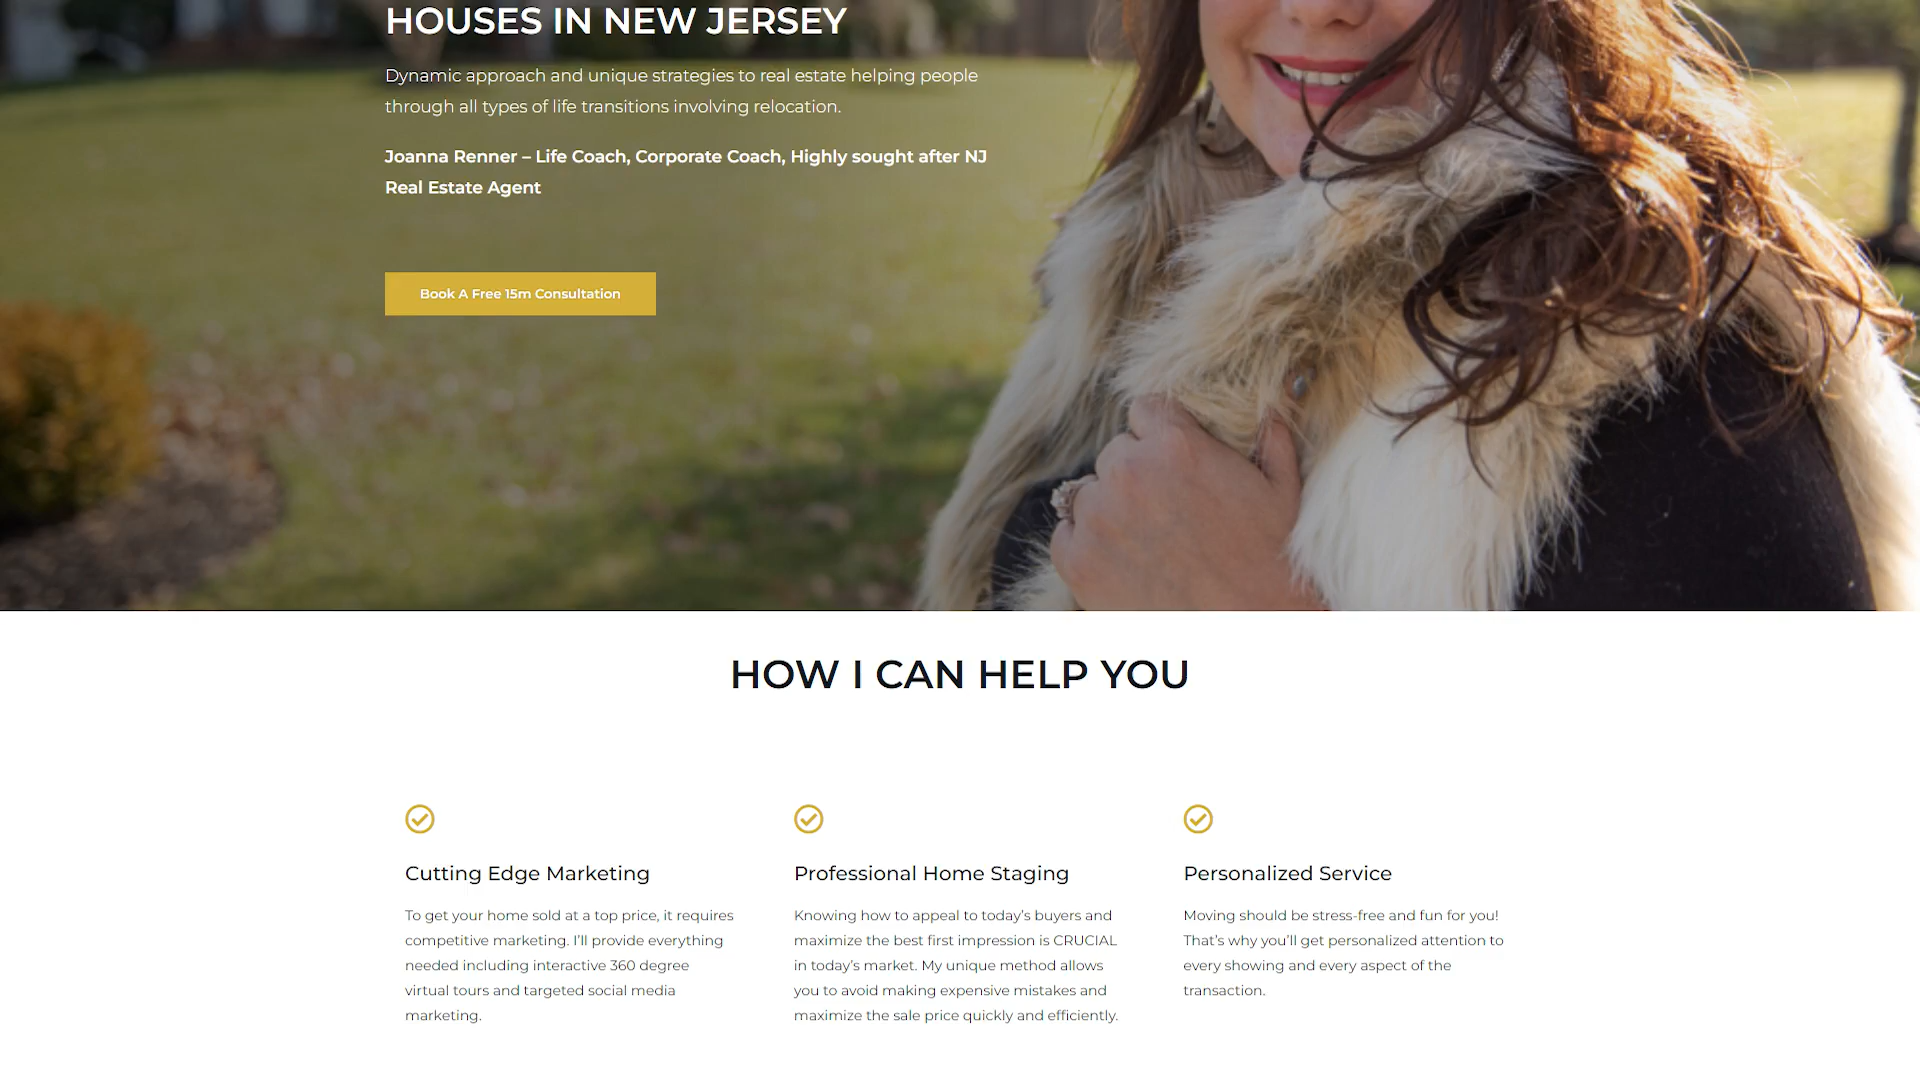 HOUSES IN NEW JERSEY
Dynamic approach and unique strategies to real estate helping people
through all types of life transitions involving relocation.
Joanna Renner – Life Coach, Corporate Coach, Highly sought after NJ
Real Estate Agent
Book A Free 15m Consultation
HOW I CAN HELP YOU
Cutting Edge Marketing
To get your home sold at a top price, it requires
competitive marketing. I’ll provide everything
needed including interactive 360 degree
virtual tours and targeted social media
marketing.
Professional Home Staging
Knowing how to appeal to today’s buyers and
maximize the best first impression is CRUCIAL
in today’s market. My unique method allows
you to avoid making expensive mistakes and
maximize the sale price quickly and efficiently.
Personalized Service
Moving should be stress-free and fun for you!
That’s why you’ll get personalized attention to
every showing and every aspect of the
transaction.